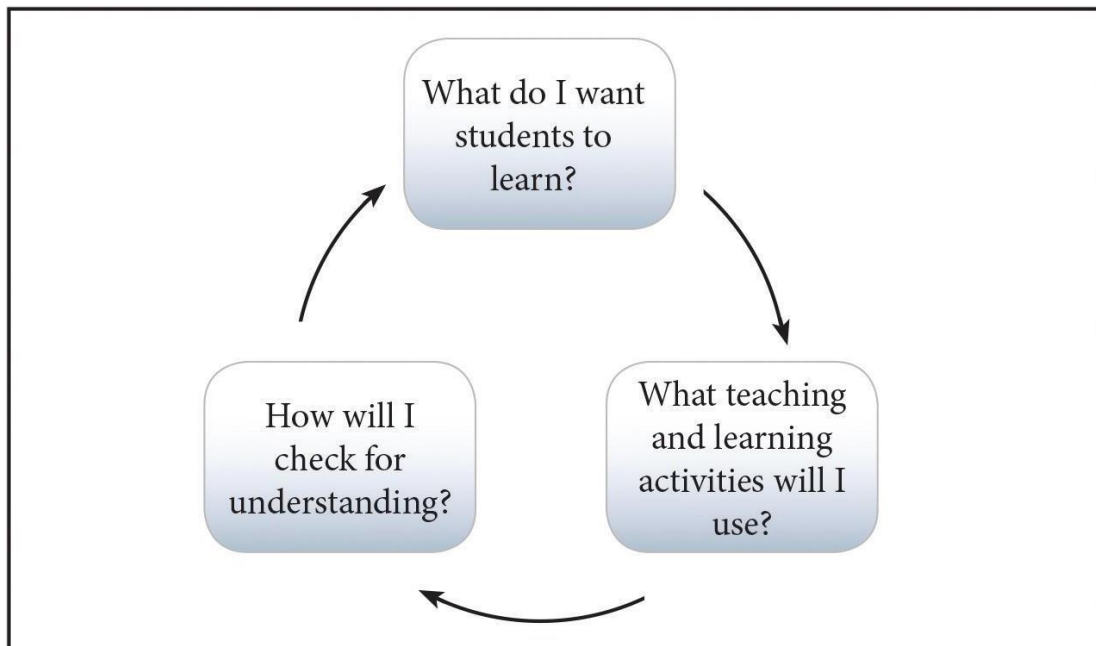 What do I want
students to
learn?
What teaching
and learning
activities will I
use?
How will I
check for
understanding?